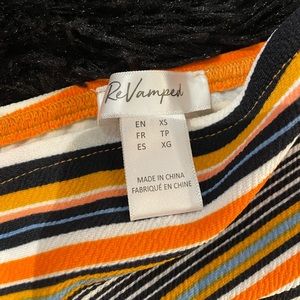 ReVamped
EN XS
FR TP
ES XG
MADE IN CHINA
FABRIQUÉ EN CHINE